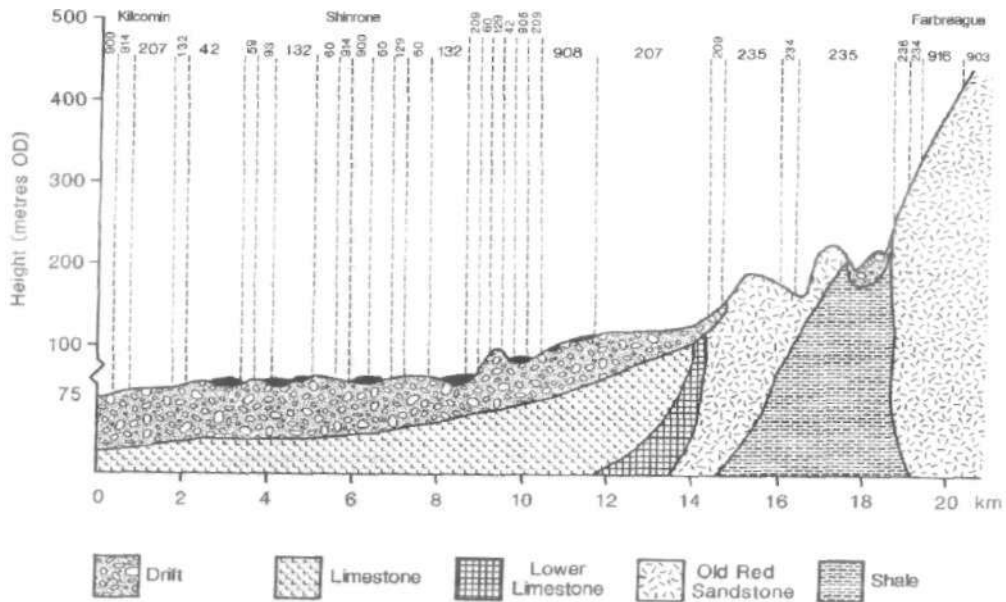 500
Kilcomin
Shinrone
Farbreague
900 914 207 132 42 59 93 132 60 914 900 60 129 60 132 209 60 129 42 905 209 908 207 209 235 234 235 236 234 916 903
400
300
200
100
75
Height (metres OD)
0 2 4 6 8 10 12 14 16 18 20 km
Drift
Limestone
Lower
Limestone
Old Red
Sandstone
Shale